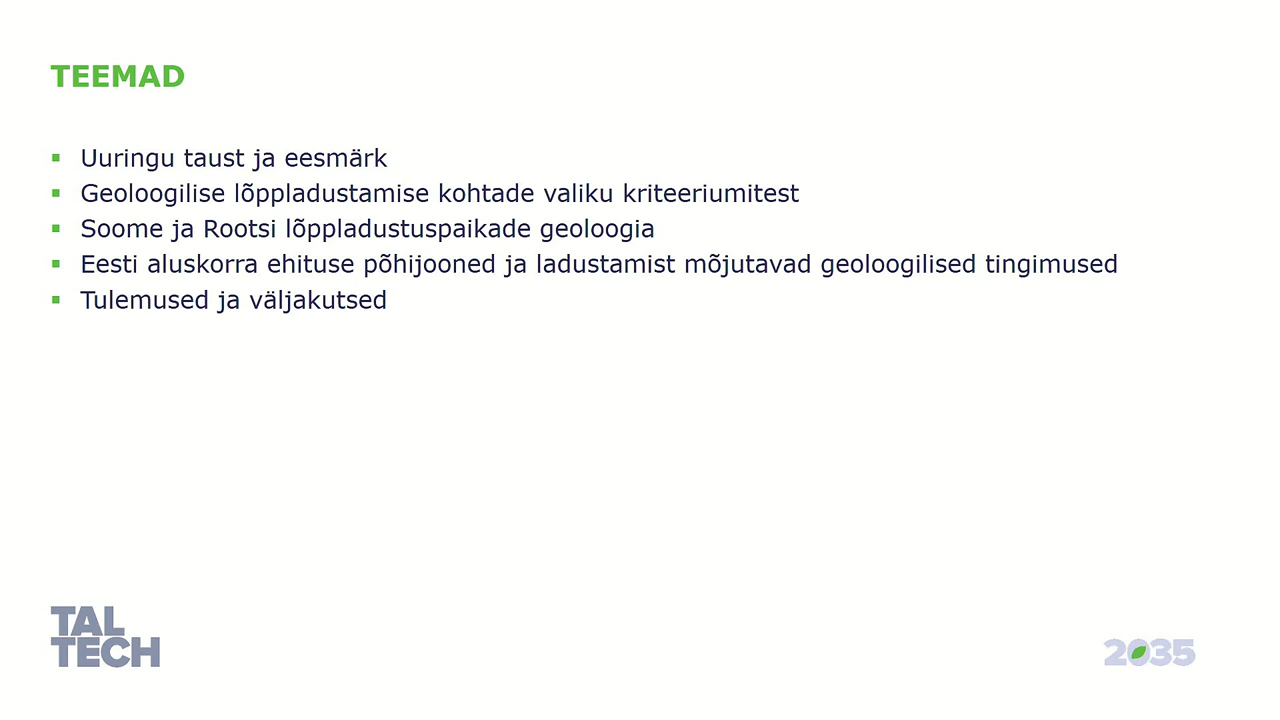 TEEMAD
Uuringu taust ja eesmärk
Geoloogilise lõppladustamise kohtade valiku kriteeriumitest
Soome ja Rootsi lõppladustuspaikade geoloogia
Eesti aluskorra ehituse põhijooned ja ladustamist mõjutavad geoloogilised tingimused
Tulemused ja väljakutsed
TAL
TECH
2035